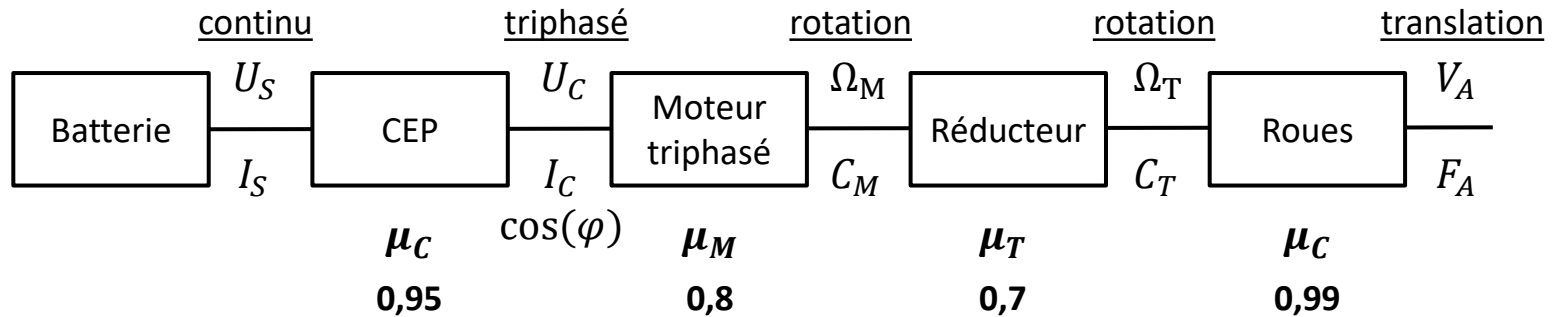 continu triphasé rotation rotation translation
U_S U_C Ω_M Ω_T V_A
Batterie CEP Moteur triphasé Réducteur Roues
I_S I_C C_M C_T F_A
cos(φ)
μ_C μ_M μ_T μ_C
0,95 0,8 0,7 0,99